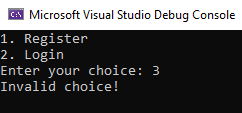 C:\ Microsoft Visual Studio Debug Console
1. Register
2. Login
Enter your choice: 3
Invalid choice!